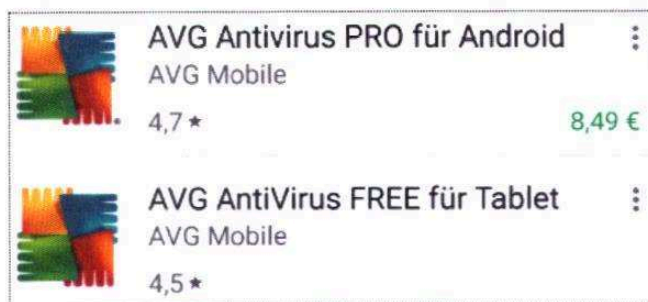 AVG Antivirus PRO für Android
AVG Mobile
4,7 ★
8,49 €
AVG AntiVirus FREE für Tablet
AVG Mobile
4,5 ★